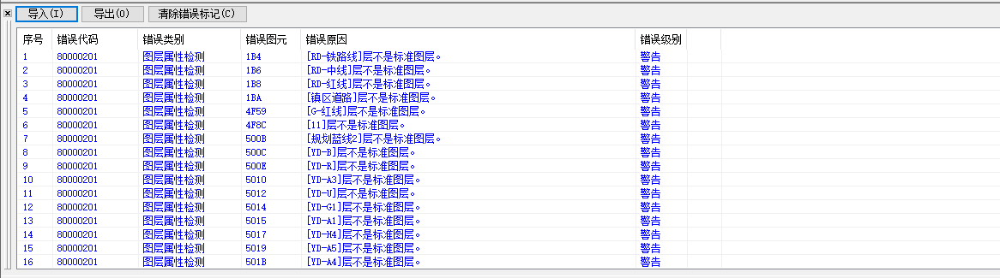 导入(I) 导出(O) 清除错误标记(C)
序号 错误代码 错误类别 错误图元 错误原因 错误级别
1 80000201 图层属性检测 1B4 [RD-铁路线]层不是标准图层。 警告
2 80000201 图层属性检测 1B6 [RD-中线]层不是标准图层。 警告
3 80000201 图层属性检测 1B8 [RD-红线]层不是标准图层。 警告
4 80000201 图层属性检测 1BA [镇区道路]层不是标准图层。 警告
5 80000201 图层属性检测 4F59 [G-红线]层不是标准图层。 警告
6 80000201 图层属性检测 4F8C [11]层不是标准图层。 警告
7 80000201 图层属性检测 500B [规划蓝线2]层不是标准图层。 警告
8 80000201 图层属性检测 500C [YD-B]层不是标准图层。 警告
9 80000201 图层属性检测 500E [YD-R]层不是标准图层。 警告
10 80000201 图层属性检测 5010 [YD-A3]层不是标准图层。 警告
11 80000201 图层属性检测 5012 [YD-U]层不是标准图层。 警告
12 80000201 图层属性检测 5014 [YD-G1]层不是标准图层。 警告
13 80000201 图层属性检测 5015 [YD-A1]层不是标准图层。 警告
14 80000201 图层属性检测 5017 [YD-H4]层不是标准图层。 警告
15 80000201 图层属性检测 5019 [YD-A5]层不是标准图层。 警告
16 80000201 图层属性检测 501B [YD-A4]层不是标准图层。 警告